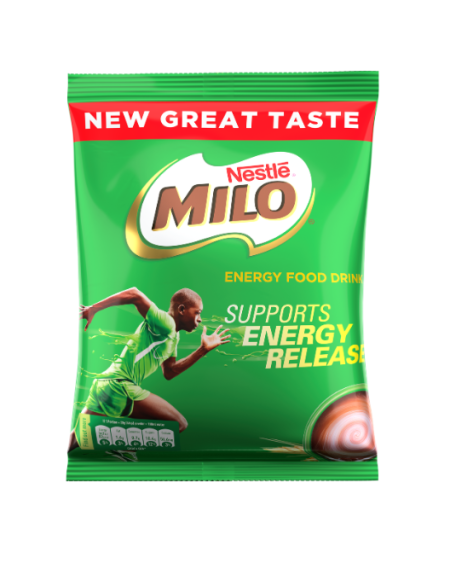 NEW GREAT TASTE
Nestlé
MILO
ENERGY FOOD DRINK
SUPPORTS
ENERGY
RELEASE